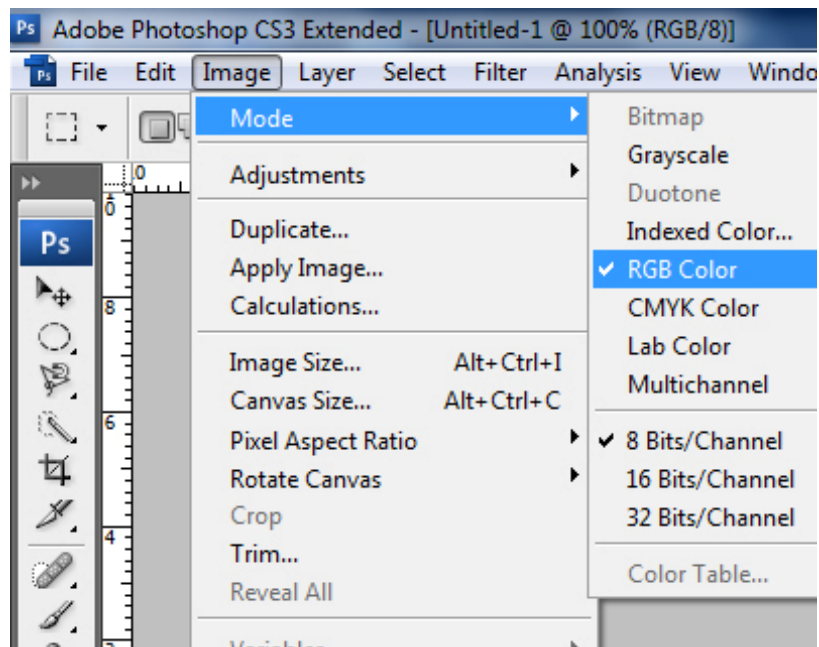 Ps Adobe Photoshop CS3 Extended - [Untitled-1 @ 100% (RGB/8)]
Ps File Edit Image Layer Select Filter Analysis View Windo
Mode
Adjustments
Duplicate...
Apply Image...
Calculations...
Image Size... Alt+Ctrl+I
Canvas Size... Alt+Ctrl+C
Pixel Aspect Ratio
Rotate Canvas
Crop
Trim...
Reveal All
Bitmap
Grayscale
Duotone
Indexed Color...
RGB Color
CMYK Color
Lab Color
Multichannel
8 Bits/Channel
16 Bits/Channel
32 Bits/Channel
Color Table...
Ps
0
0
8
6
4